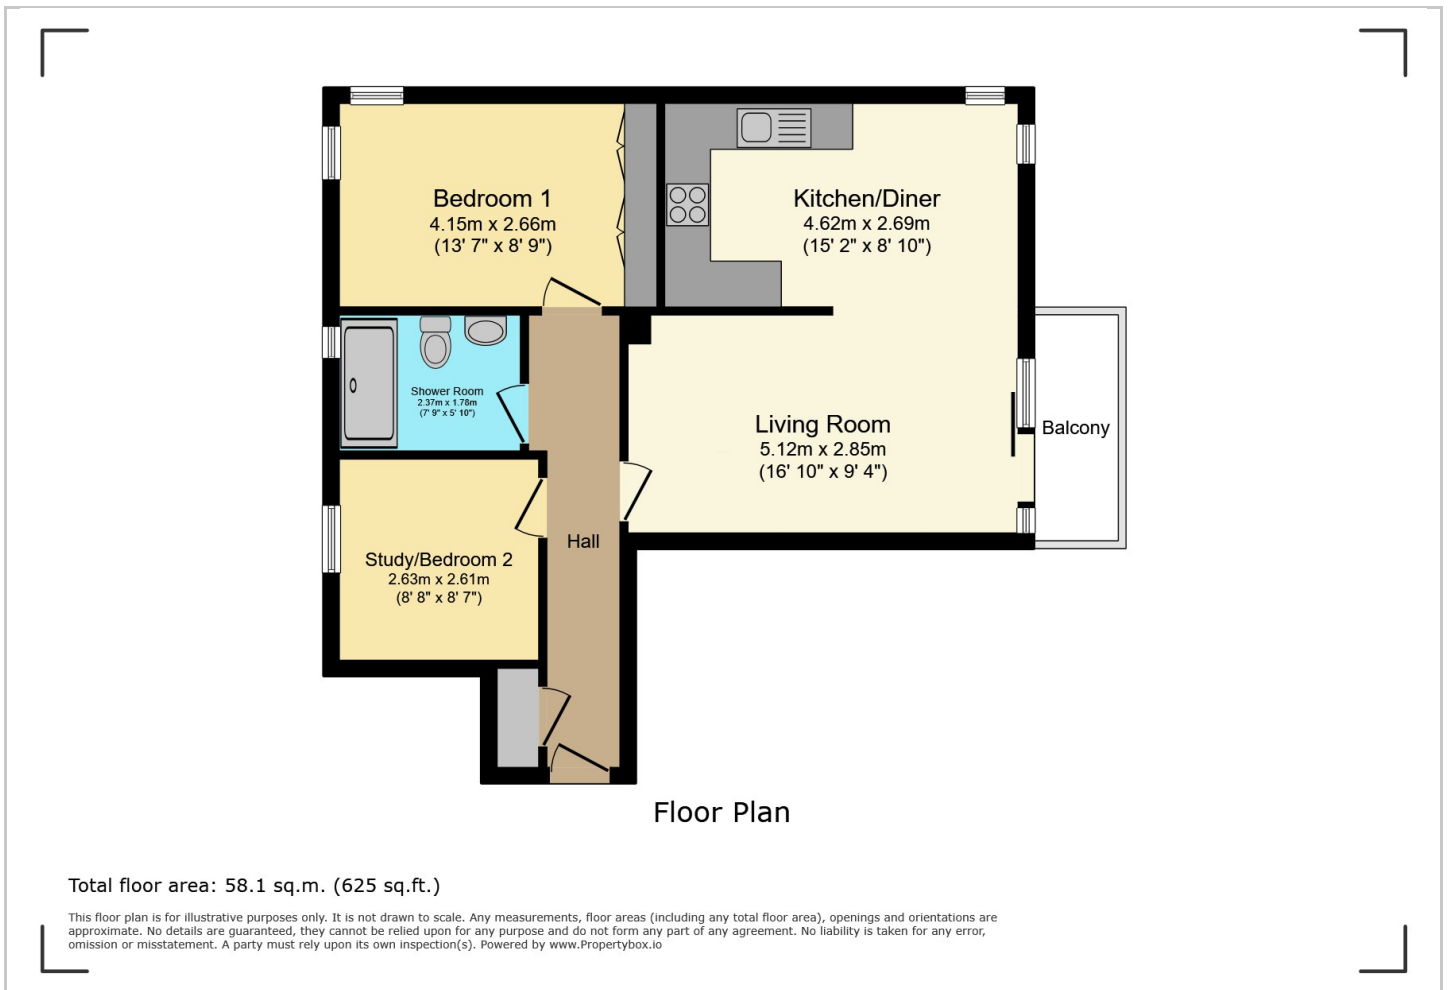 Bedroom 1
4.15m x 2.66m
(13' 7" x 8' 9")
Kitchen/Diner
4.62m x 2.69m
(15' 2" x 8' 10")
Shower Room
2.37m x 1.78m
(7' 9" x 5' 10")
Living Room
5.12m x 2.85m
(16' 10" x 9' 4")
Balcony
Study/Bedroom 2
2.63m x 2.61m
(8' 8" x 8' 7")
Hall
Floor Plan
Total floor area: 58.1 sq.m. (625 sq.ft.)
This floor plan is for illustrative purposes only. It is not drawn to scale. Any measurements, floor areas (including any total floor area), openings and orientations are
approximate. No details are guaranteed, they cannot be relied upon for any purpose and do not form any part of any agreement. No liability is taken for any error,
omission or misstatement. A party must rely upon its own inspection(s). Powered by www.Propertybox.io